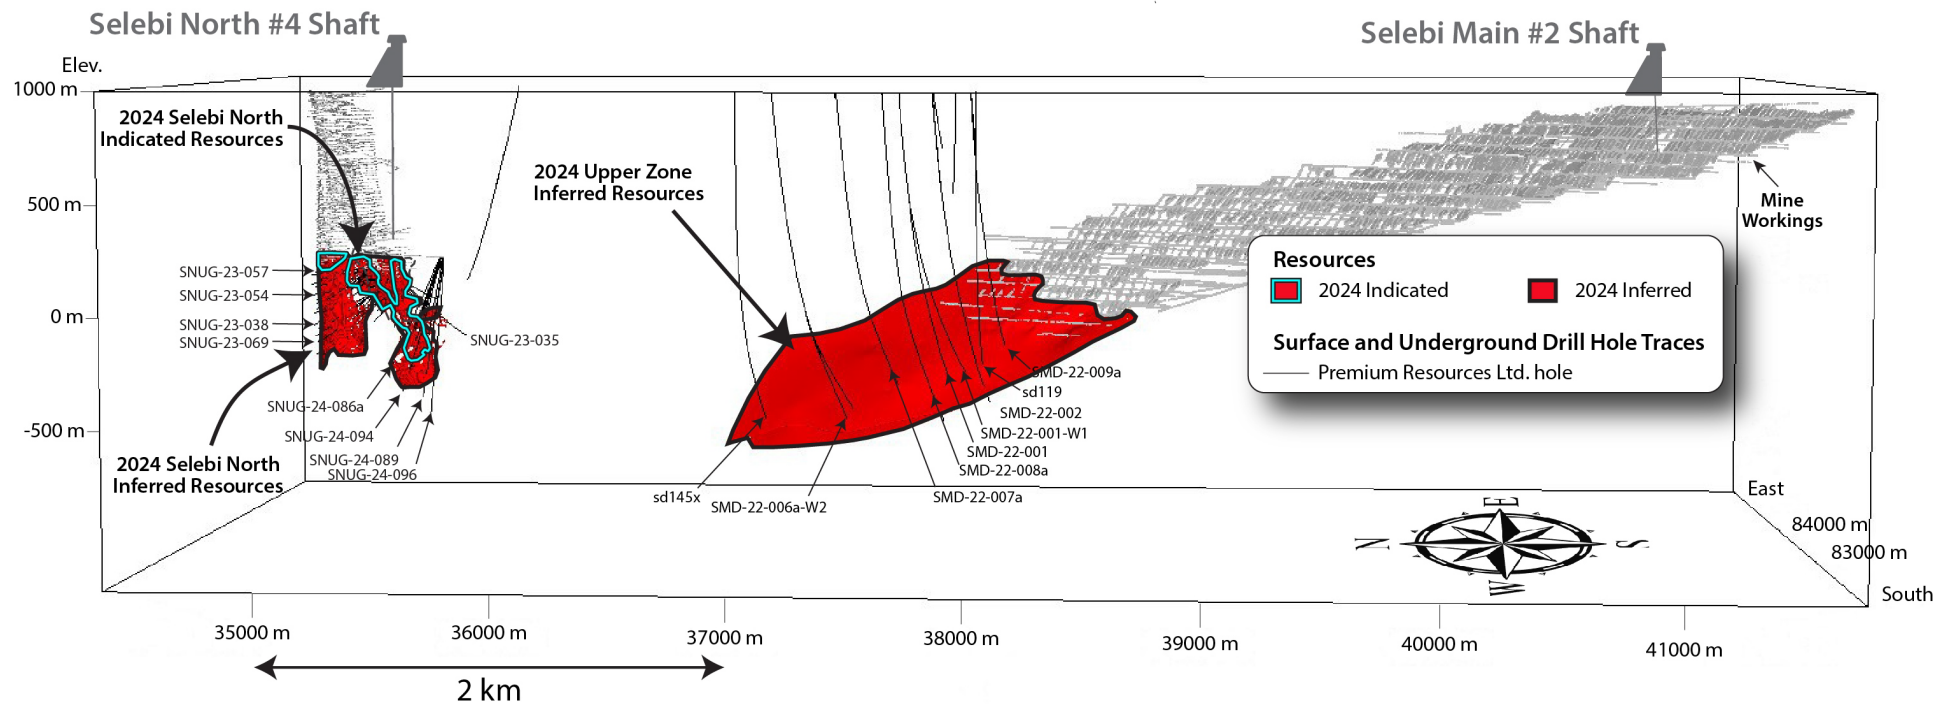 Selebi North #4 Shaft
Selebi Main #2 Shaft
Elev.
1000 m
500 m
0 m
-500 m
2024 Selebi North
Indicated Resources
2024 Upper Zone
Inferred Resources
Mine
Workings
SNUG-23-057
SNUG-23-054
SNUG-23-038
SNUG-23-069
SNUG-23-035
SNUG-24-086a
SNUG-24-094
SNUG-24-089
SNUG-24-096
2024 Selebi North
Inferred Resources
SMD-22-009a
sd119
SMD-22-002
SMD-22-001-W1
SMD-22-001
SMD-22-008a
SMD-22-007a
sd145x
SMD-22-006a-W2
Resources
2024 Indicated
2024 Inferred
Surface and Underground Drill Hole Traces
Premium Resources Ltd. hole
East
84000 m
83000 m
South
E
N
S
W
35000 m
36000 m
37000 m
38000 m
39000 m
40000 m
41000 m
2 km